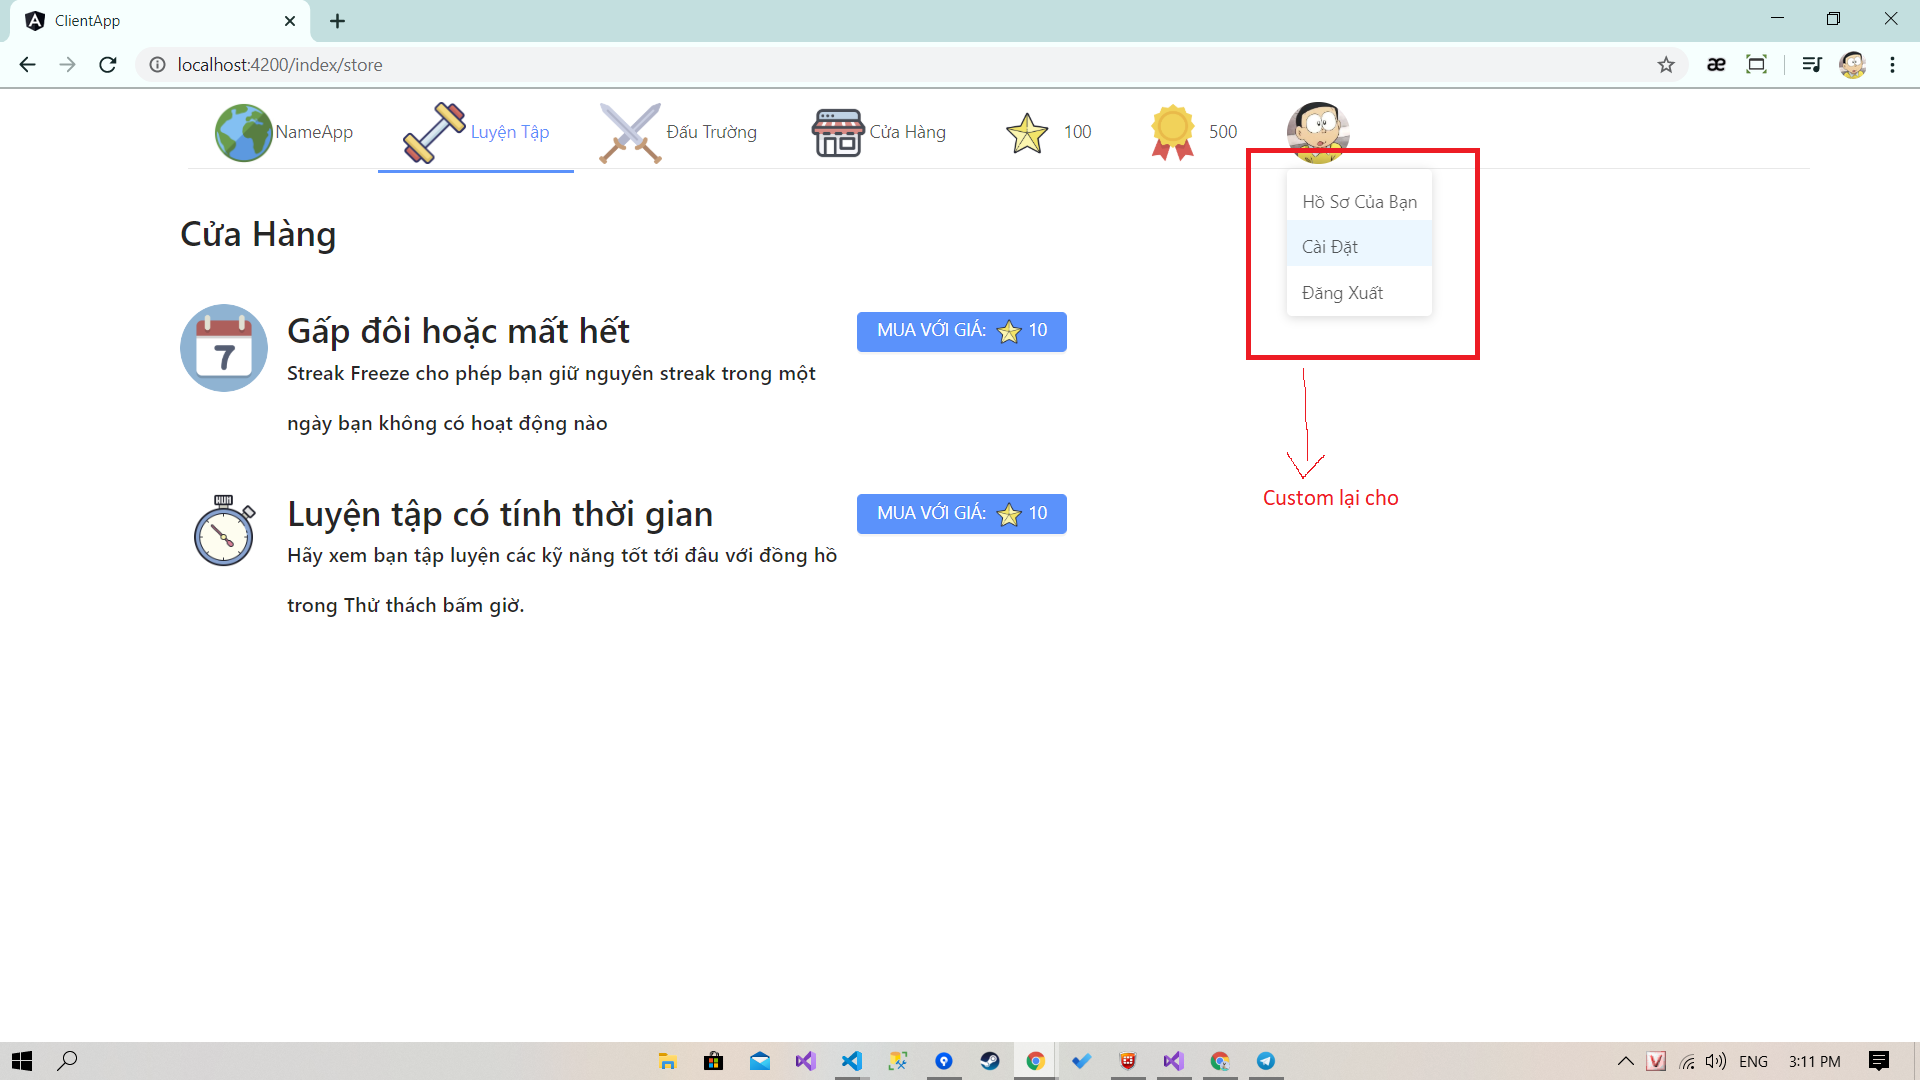 ClientApp
localhost:4200/index/store
NameApp
Luyện Tập
Đấu Trường
Cửa Hàng
100
500
Hồ Sơ Của Bạn
Cài Đặt
Đăng Xuất
Cửa Hàng
7
Gấp đôi hoặc mất hết
MUA VỚI GIÁ: 10
Streak Freeze cho phép bạn giữ nguyên streak trong một
ngày bạn không có hoạt động nào
Custom lại cho
Luyện tập có tính thời gian
MUA VỚI GIÁ: 10
Hãy xem bạn tập luyện các kỹ năng tốt tới đâu với đồng hồ
trong Thử thách bấm giờ.
ENG
3:11 PM